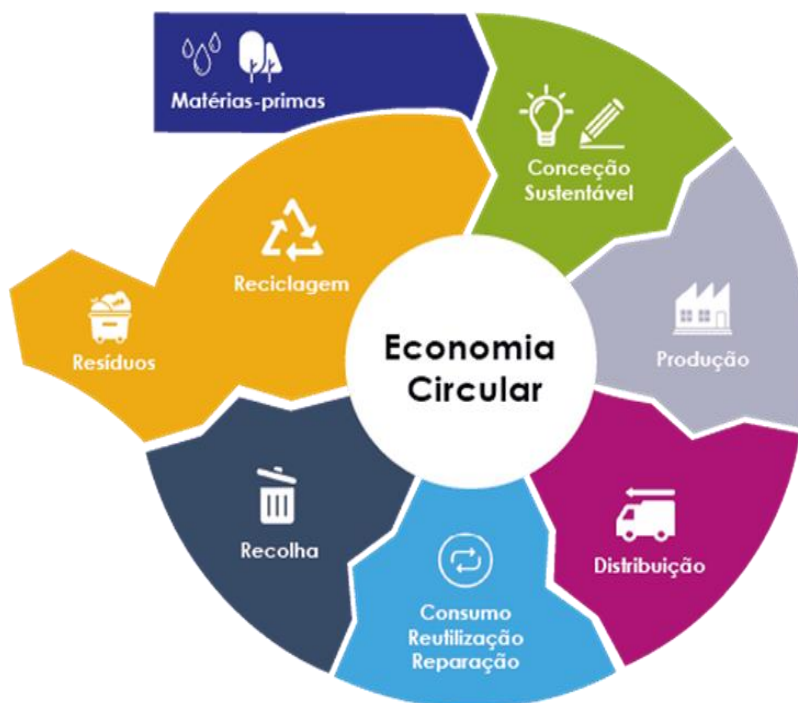 Matérias-primas
Conceção
Sustentável
Produção
Distribuição
Consumo
Reutilização
Reparação
Recolha
Resíduos
Reciclagem
Economia
Circular